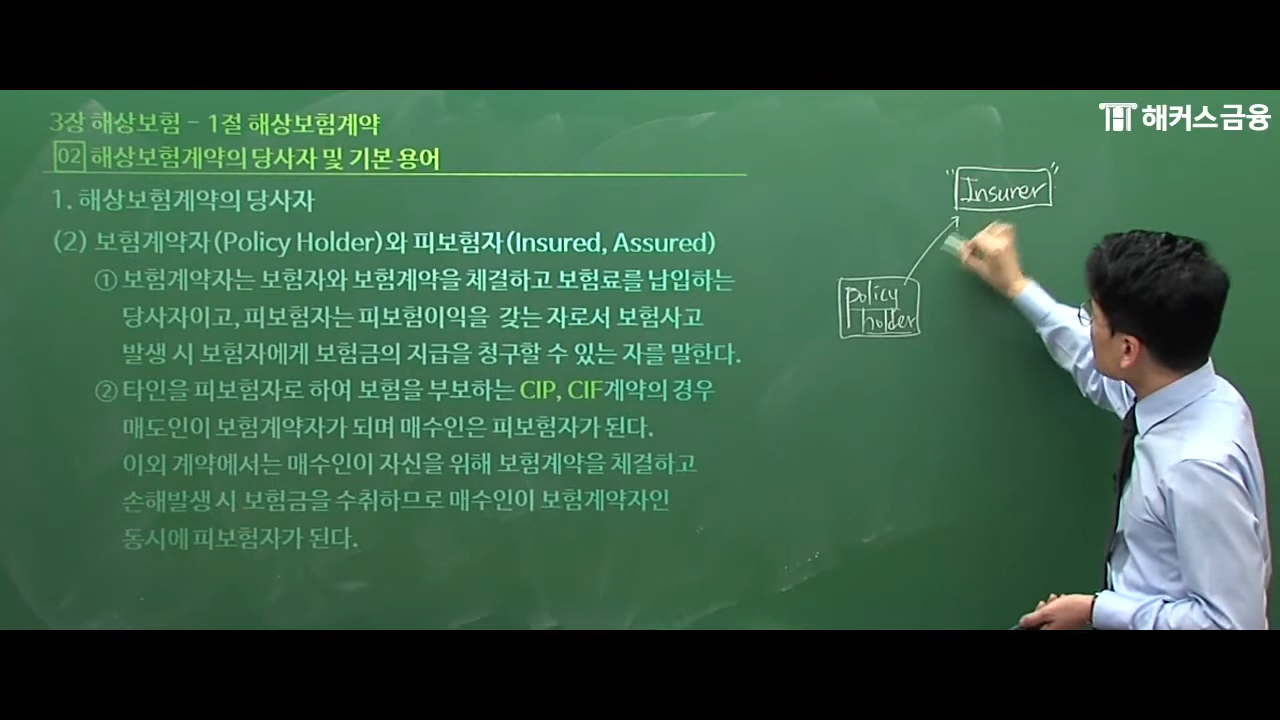 해커스금융
3장 해상보험 - 1절 해상보험계약
02 해상보험계약의 당사자 및 기본 용어
1. 해상보험계약의 당사자
(2) 보험계약자(Policy Holder)와 피보험자(Insured, Assured)
① 보험계약자는 보험자와 보험계약을 체결하고 보험료를 납입하는
당사자이고, 피보험자는 피보험이익을 갖는 자로서 보험사고
발생 시 보험자에게 보험금의 지급을 청구할 수 있는 자를 말한다.
② 타인을 피보험자로 하여 보험을 부보하는 CIP, CIF계약의 경우
매도인이 보험계약자가 되며 매수인은 피보험자가 된다.
이외 계약에서는 매수인이 자신을 위해 보험계약을 체결하고
손해발생 시 보험금을 수취하므로 매수인이 보험계약자인
동시에 피보험자가 된다.
"Insurer"
policy
holder